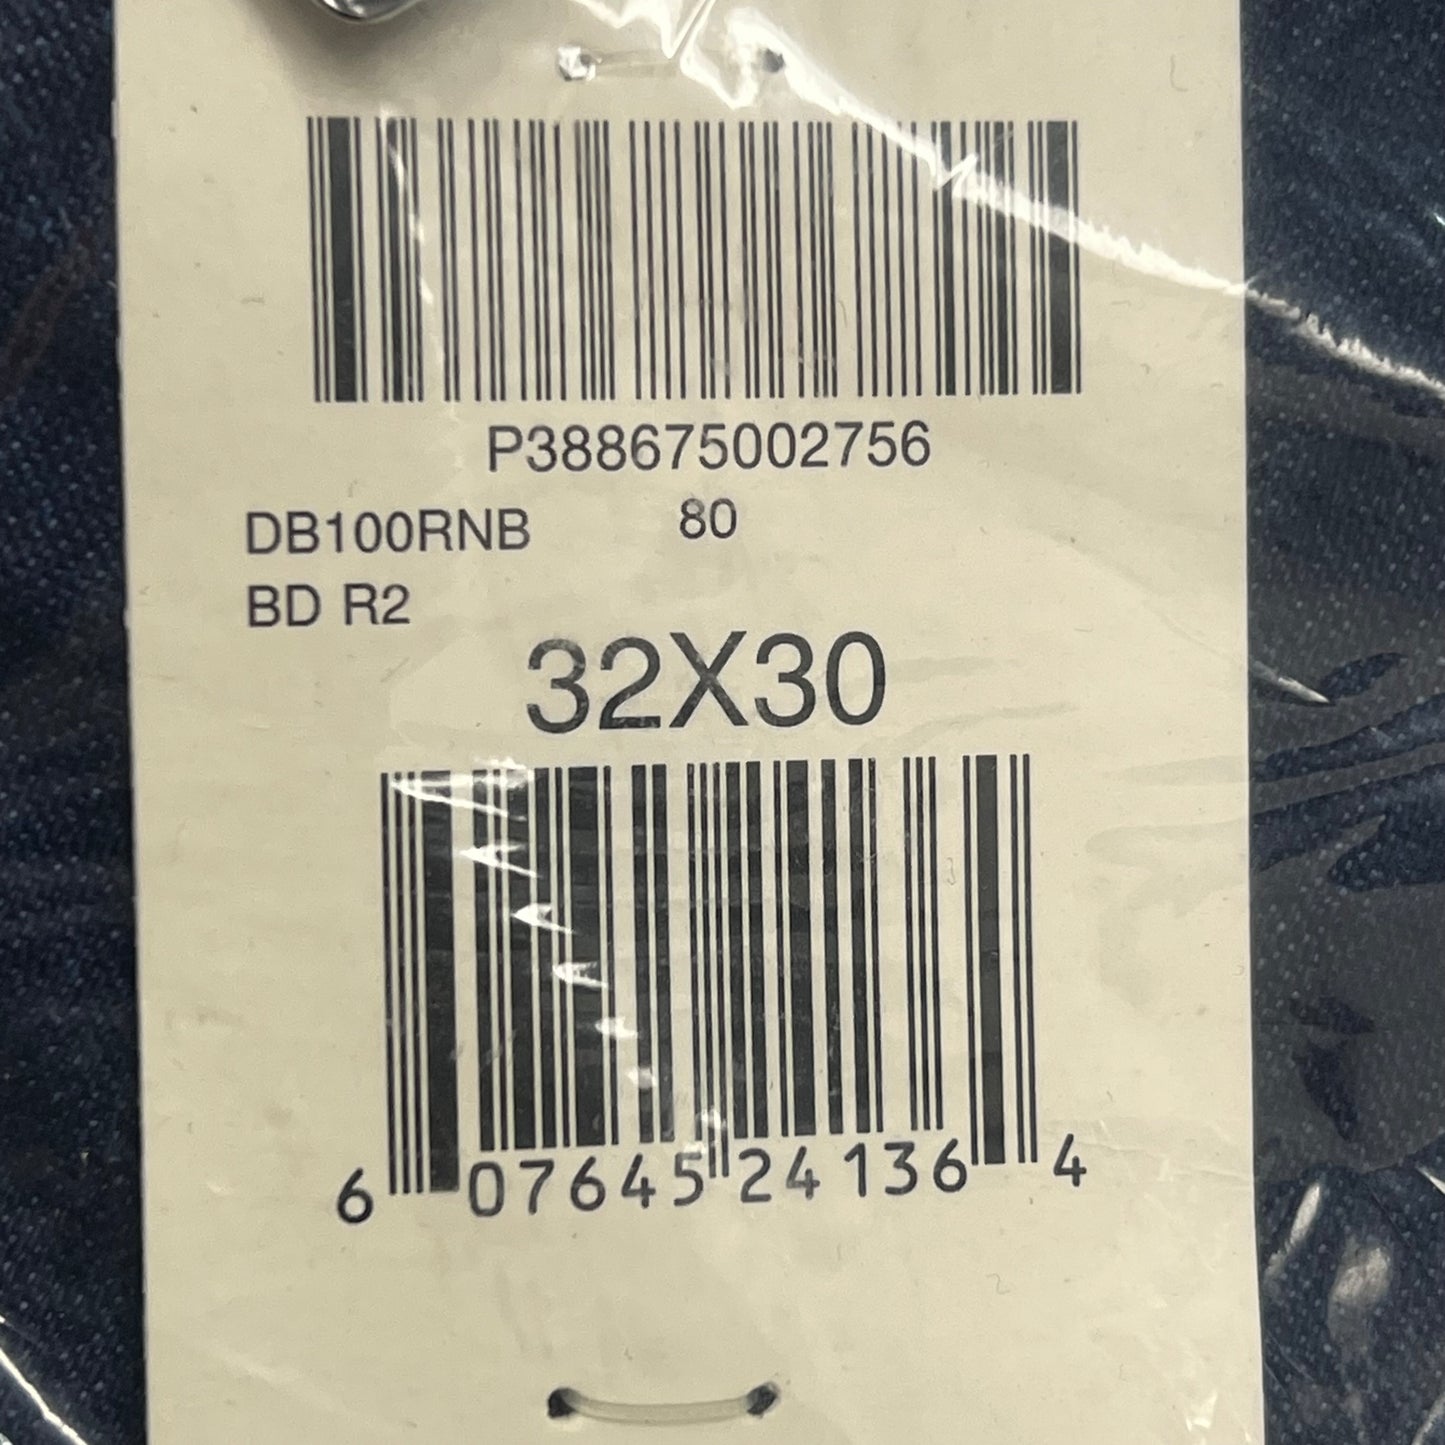 P388675002756
DB100RNB 80
BD R2
32X30
6 07645 24136 4